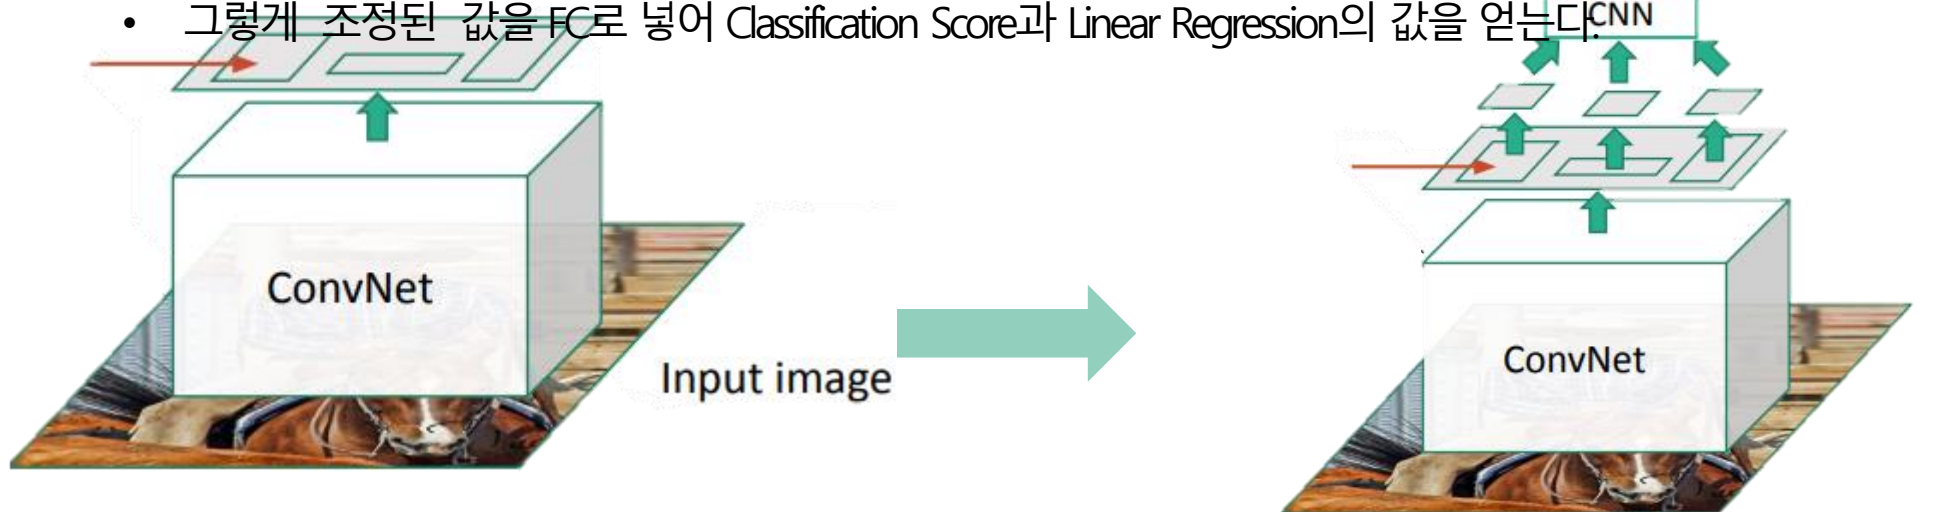 • 그렇게 조정된 값을 FC로 넣어 Classification Score과 Linear Regression의 값을 얻는다.
CNN
ConvNet
Input image
ConvNet